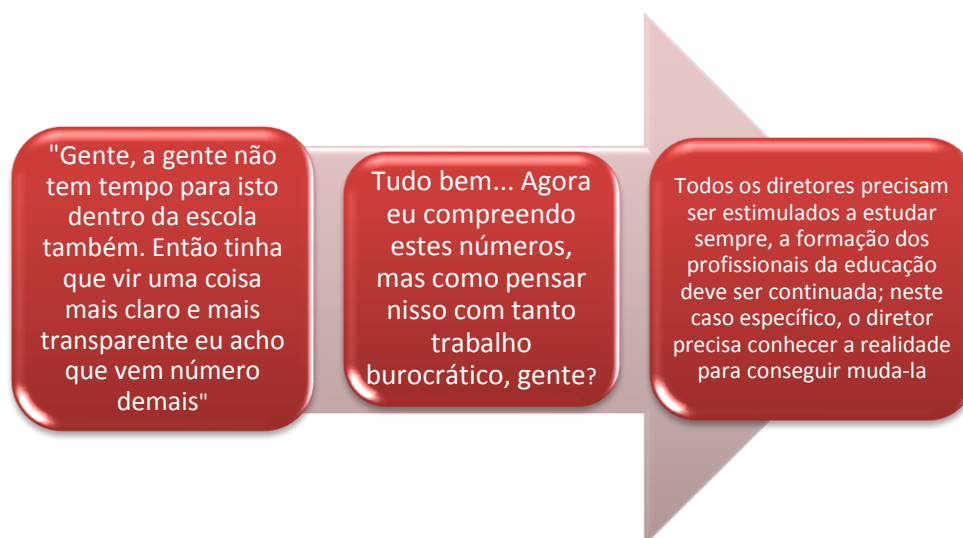 "Gente, a gente não
tem tempo para isto
dentro da escola
também. Então tinha
que vir uma coisa
mais claro e mais
transparente eu acho
que vem número
demais"
Tudo bem... Agora
eu compreendo
estes números,
mas como pensar
nisso com tanto
trabalho
burocrático, gente?
Todos os diretores precisam
ser estimulados a estudar
sempre, a formação dos
profissionais da educação
deve ser continuada; neste
caso específico, o diretor
precisa conhecer a realidade
para conseguir muda-la